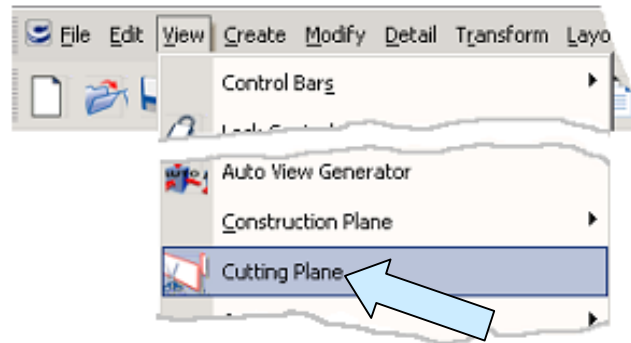 File Edit View Create Modify Detail Transform Layo
Control Bars
Auto View Generator
Construction Plane
Cutting Plane